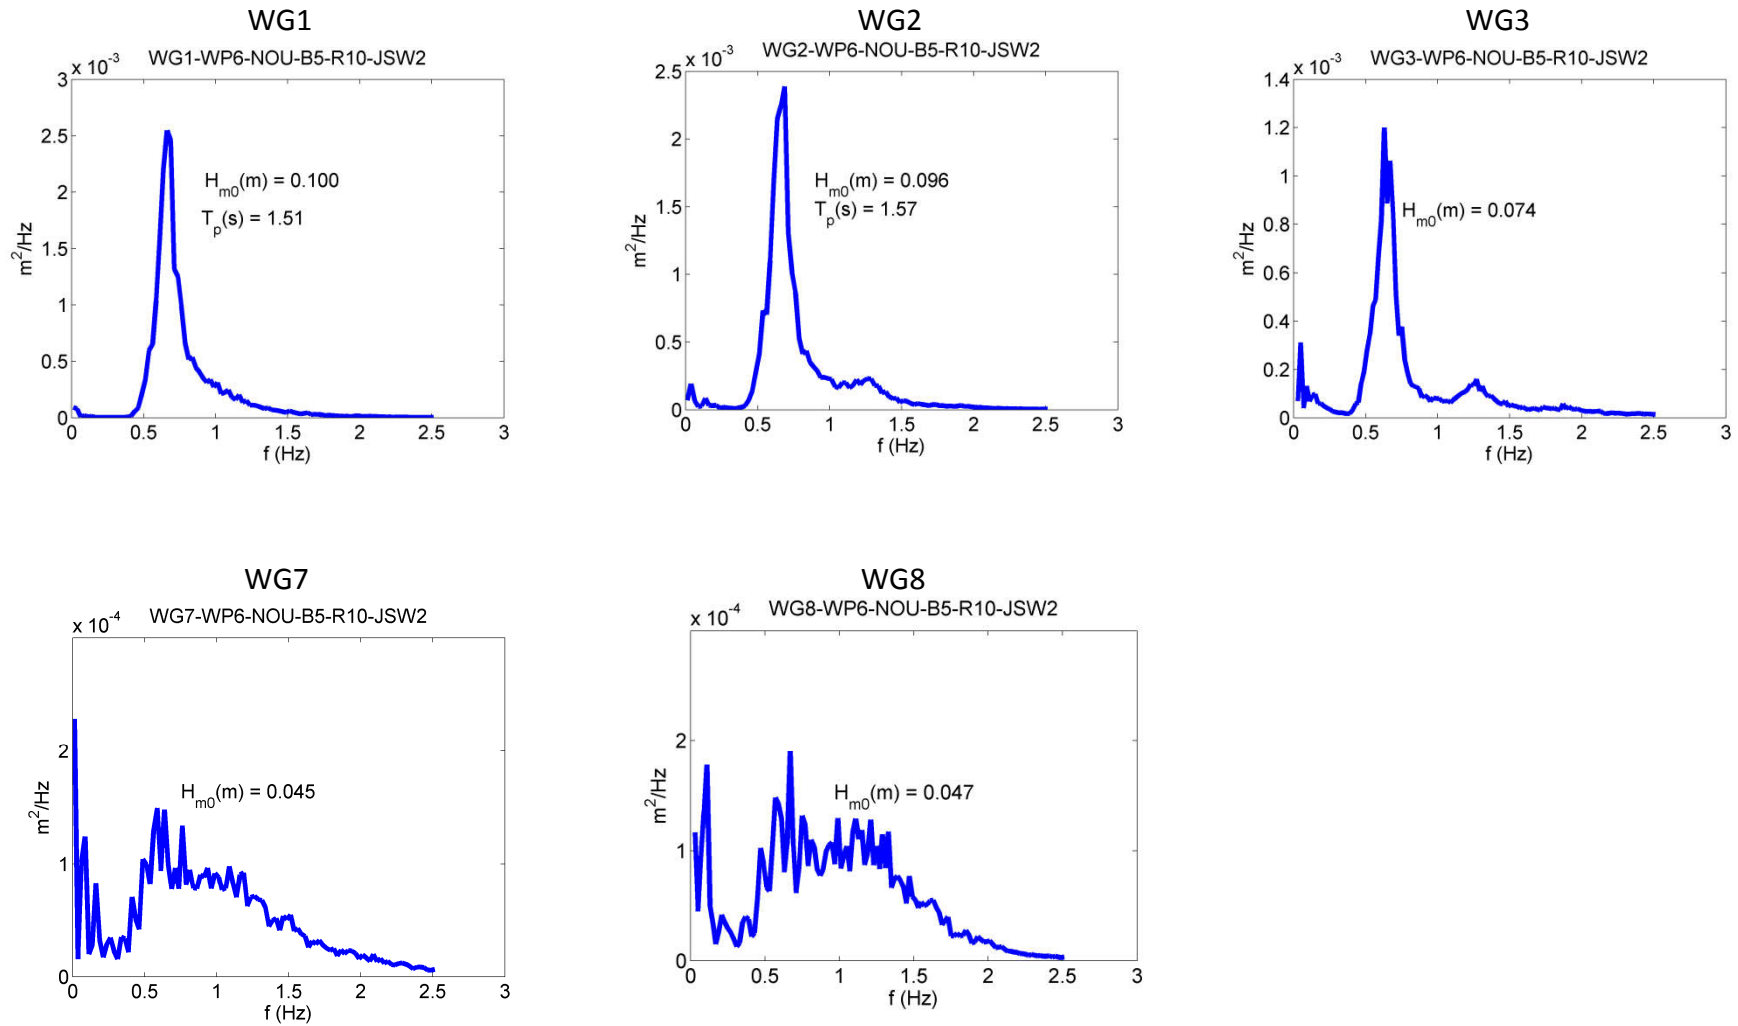 WG1
WG1-WP6-NOU-B5-R10-JSW2
x 10-3
3
2.5
2
1.5
1
0.5
0
m2/Hz
Hm0(m) = 0.100
Tp(s) = 1.51
0 0.5 1 1.5 2 2.5 3
f (Hz)
WG2
WG2-WP6-NOU-B5-R10-JSW2
x 10-3
2.5
2
1.5
1
0.5
0
m2/Hz
Hm0(m) = 0.096
Tp(s) = 1.57
0 0.5 1 1.5 2 2.5 3
f (Hz)
WG3
WG3-WP6-NOU-B5-R10-JSW2
x 10-3
1.4
1.2
1
0.8
0.6
0.4
0.2
0
m2/Hz
Hm0(m) = 0.074
0 0.5 1 1.5 2 2.5 3
f (Hz)
WG7
WG7-WP6-NOU-B5-R10-JSW2
x 10-4
2
1
0
m2/Hz
Hm0(m) = 0.045
0 0.5 1 1.5 2 2.5 3
f (Hz)
WG8
WG8-WP6-NOU-B5-R10-JSW2
x 10-4
2
1
0
m2/Hz
Hm0(m) = 0.047
0 0.5 1 1.5 2 2.5 3
f (Hz)